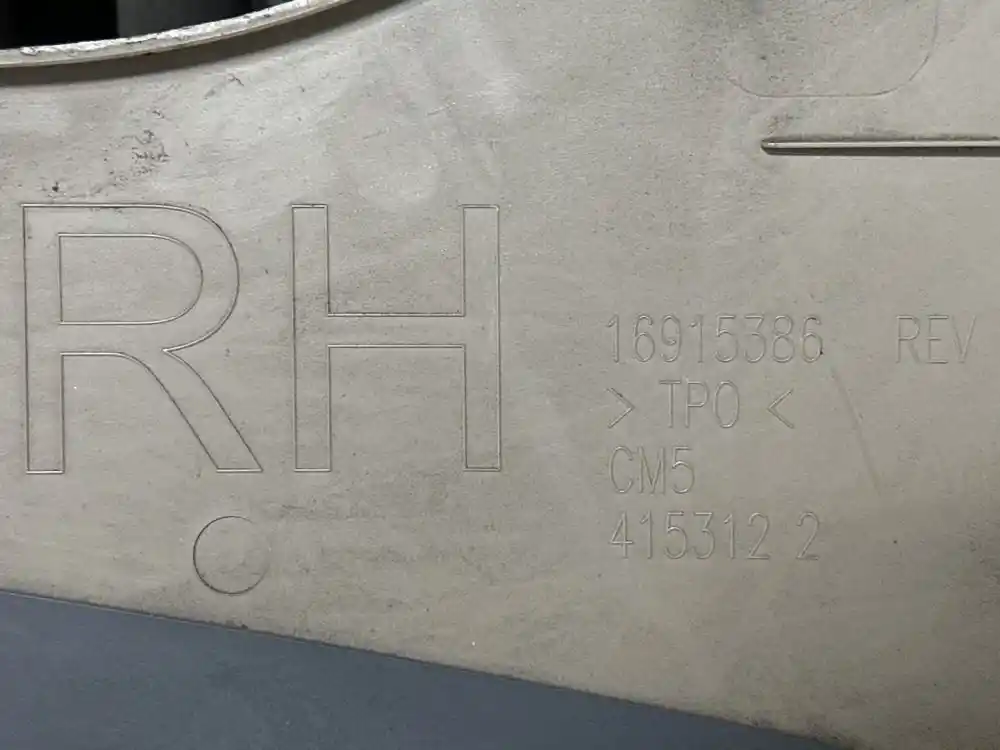 RH
16915386 REV
> TPO <
CM5
415312 2